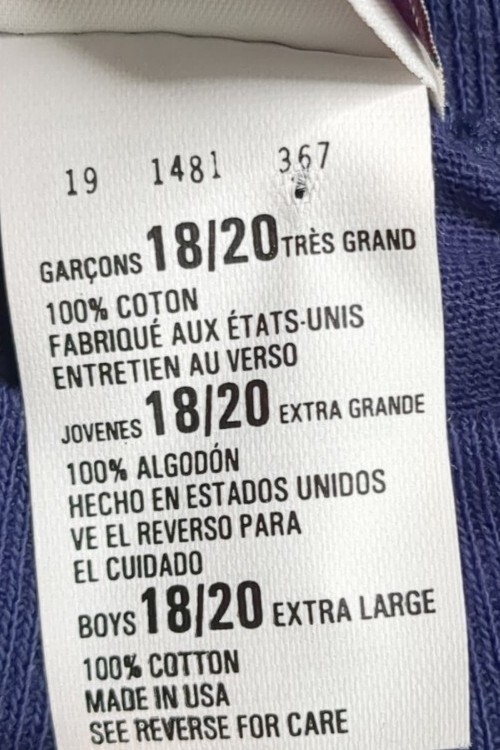 19 1481 367
GARÇONS 18/20 TRÈS GRAND
100% COTON
FABRIQUÉ AUX ÉTATS-UNIS
ENTRETIEN AU VERSO
JOVENES 18/20 EXTRA GRANDE
100% ALGODÓN
HECHO EN ESTADOS UNIDOS
VE EL REVERSO PARA
EL CUIDADO
BOYS 18/20 EXTRA LARGE
100% COTTON
MADE IN USA
SEE REVERSE FOR CARE